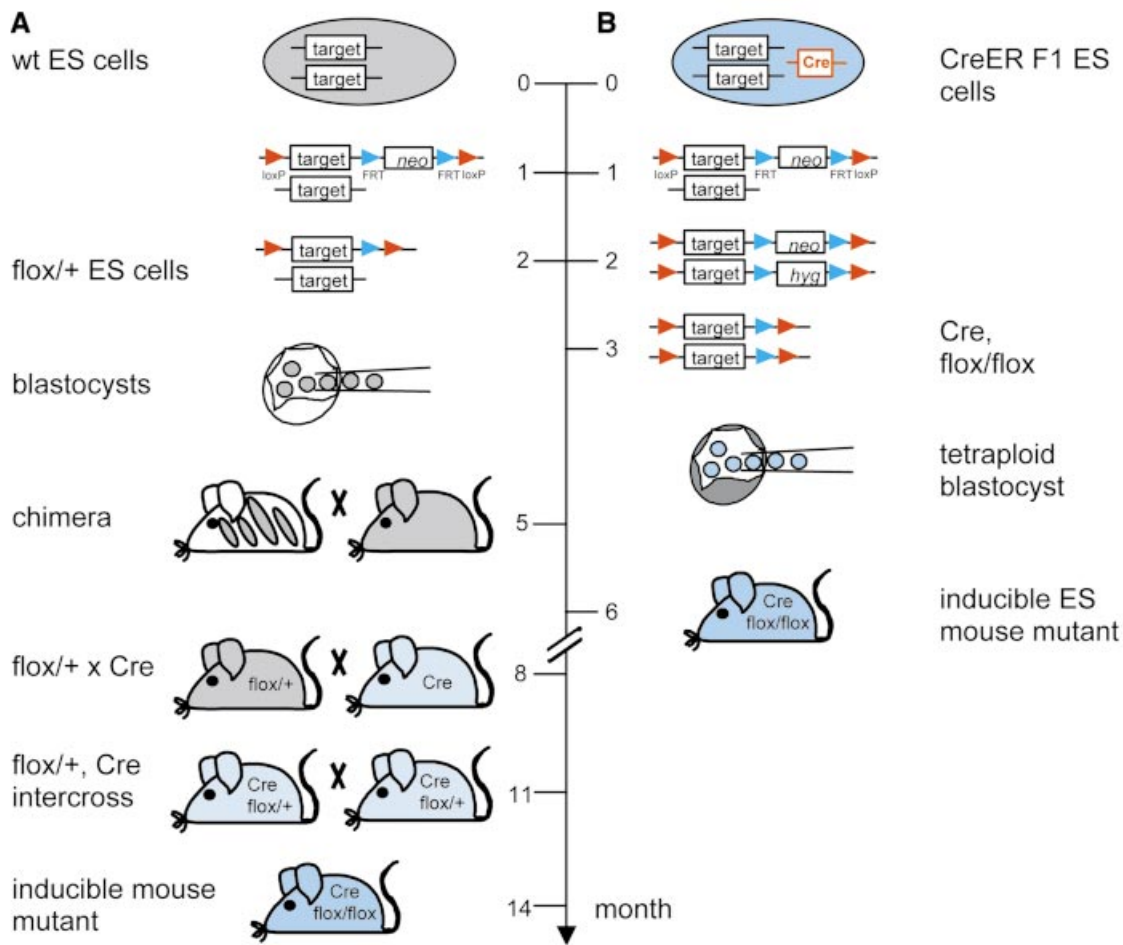 A
B
wt ES cells
target
target
target
target
Cre
CreER F1 ES
cells
0
0
target
neo
loxP
FRT
FRT
loxP
target
1
1
target
neo
loxP
FRT
FRT
loxP
target
flox/+ ES cells
target
target
2
2
target
neo
target
hyg
3
target
target
Cre,
flox/flox
blastocysts
tetraploid
blastocyst
chimera
X
5
6
Cre
flox/flox
inducible ES
mouse mutant
flox/+ x Cre
flox/+
X
Cre
8
flox/+, Cre
intercross
Cre
flox/+
X
Cre
flox/+
11
inducible mouse
mutant
Cre
flox/flox
14
month